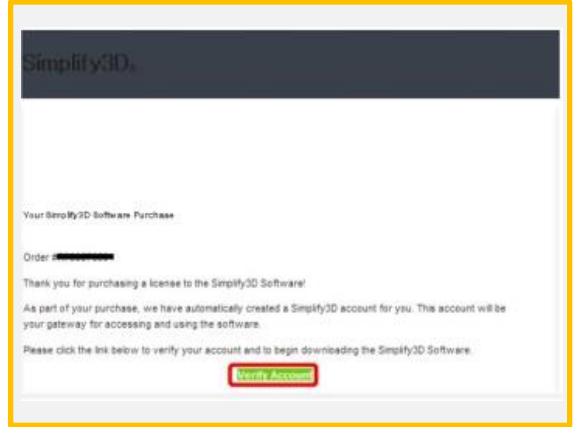 Simplify3D.
Your Simplify3D Software Purchase
Order #
Thank you for purchasing a license to the Simplify3D Software!
As part of your purchase, we have automatically created a Simplify3D account for you. This account will be
your gateway for accessing and using the software.
Please click the link below to verify your account and to begin downloading the Simplify3D Software.
Verify Account